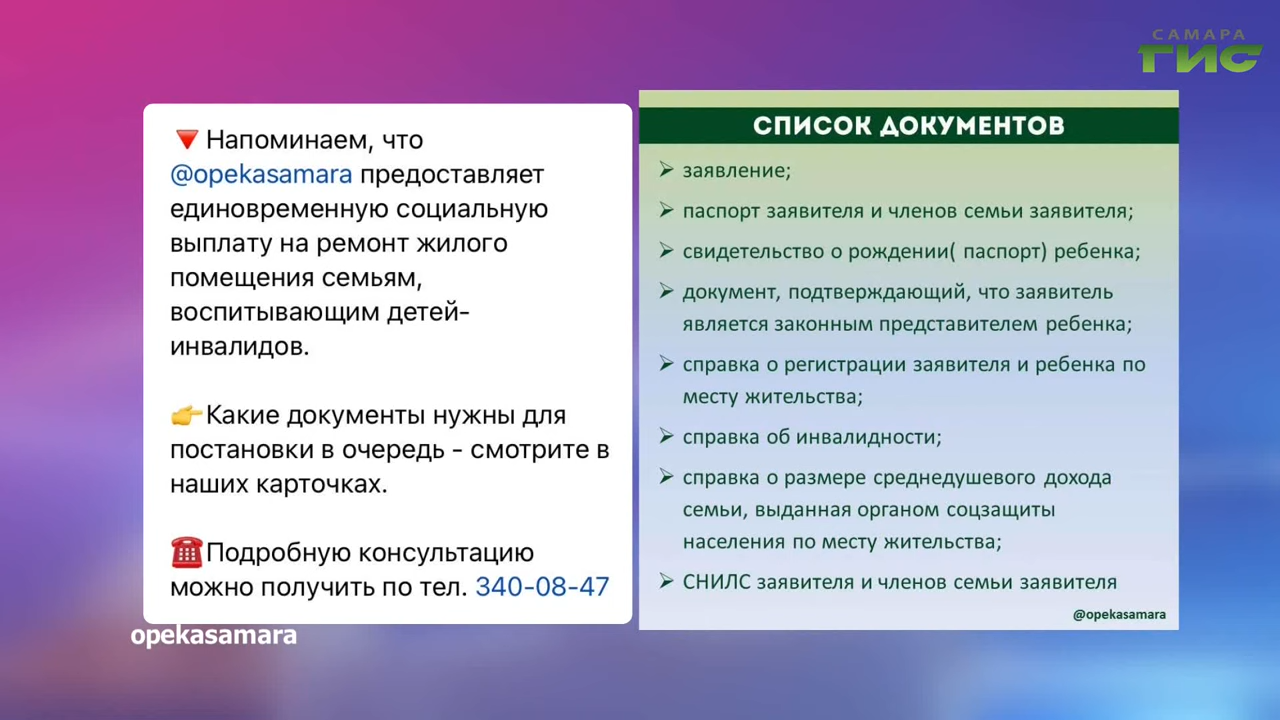 САМАРА
ГИС
Напоминаем, что
@opekasamara предоставляет
единовременную социальную
выплату на ремонт жилого
помещения семьям,
воспитывающим детей-
инвалидов.
Какие документы нужны для
постановки в очередь - смотрите в
наших карточках.
Подробную консультацию
можно получить по тел. 340-08-47
opekasamara
СПИСОК ДОКУМЕНТОВ
заявление;
паспорт заявителя и членов семьи заявителя;
свидетельство о рождении( паспорт) ребенка;
документ, подтверждающий, что заявитель
является законным представителем ребенка;
справка о регистрации заявителя и ребенка по
месту жительства;
справка об инвалидности;
справка о размере среднедушевого дохода
семьи, выданная органом соцзащиты
населения по месту жительства;
СНИЛС заявителя и членов семьи заявителя
@opekasamara